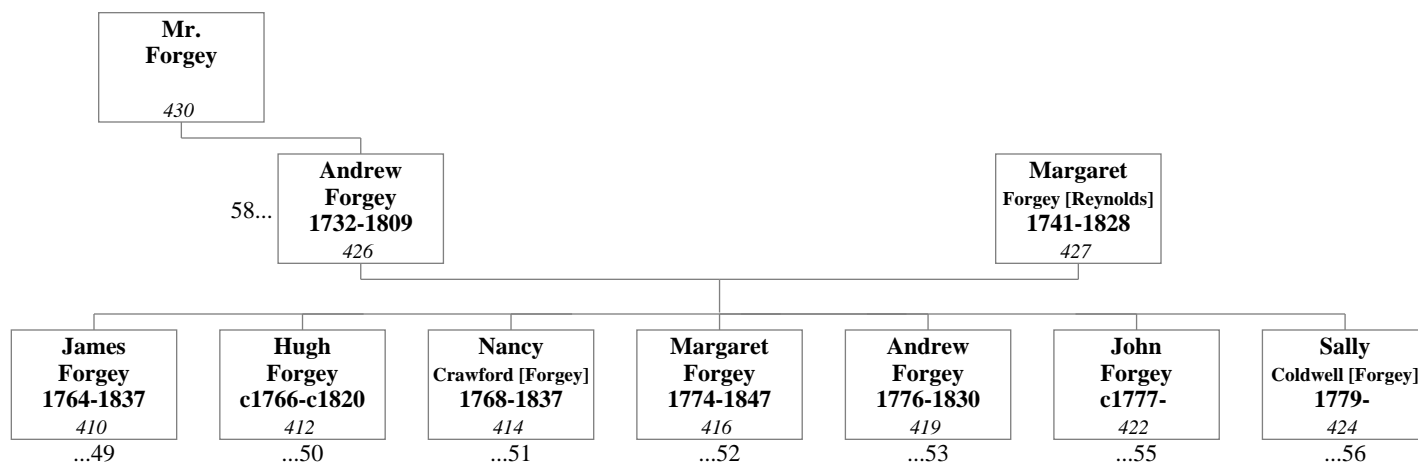 Mr.
Forgey
430
58...
Andrew
Forgey
1732-1809
426
Margaret
Forgey [Reynolds]
1741-1828
427
James
Forgey
1764-1837
410
...49
Hugh
Forgey
c1766-c1820
412
...50
Nancy
Crawford [Forgey]
1768-1837
414
...51
Margaret
Forgey
1774-1847
416
...52
Andrew
Forgey
1776-1830
419
...53
John
Forgey
c1777-
422
...55
Sally
Coldwell [Forgey]
1779-
424
...56